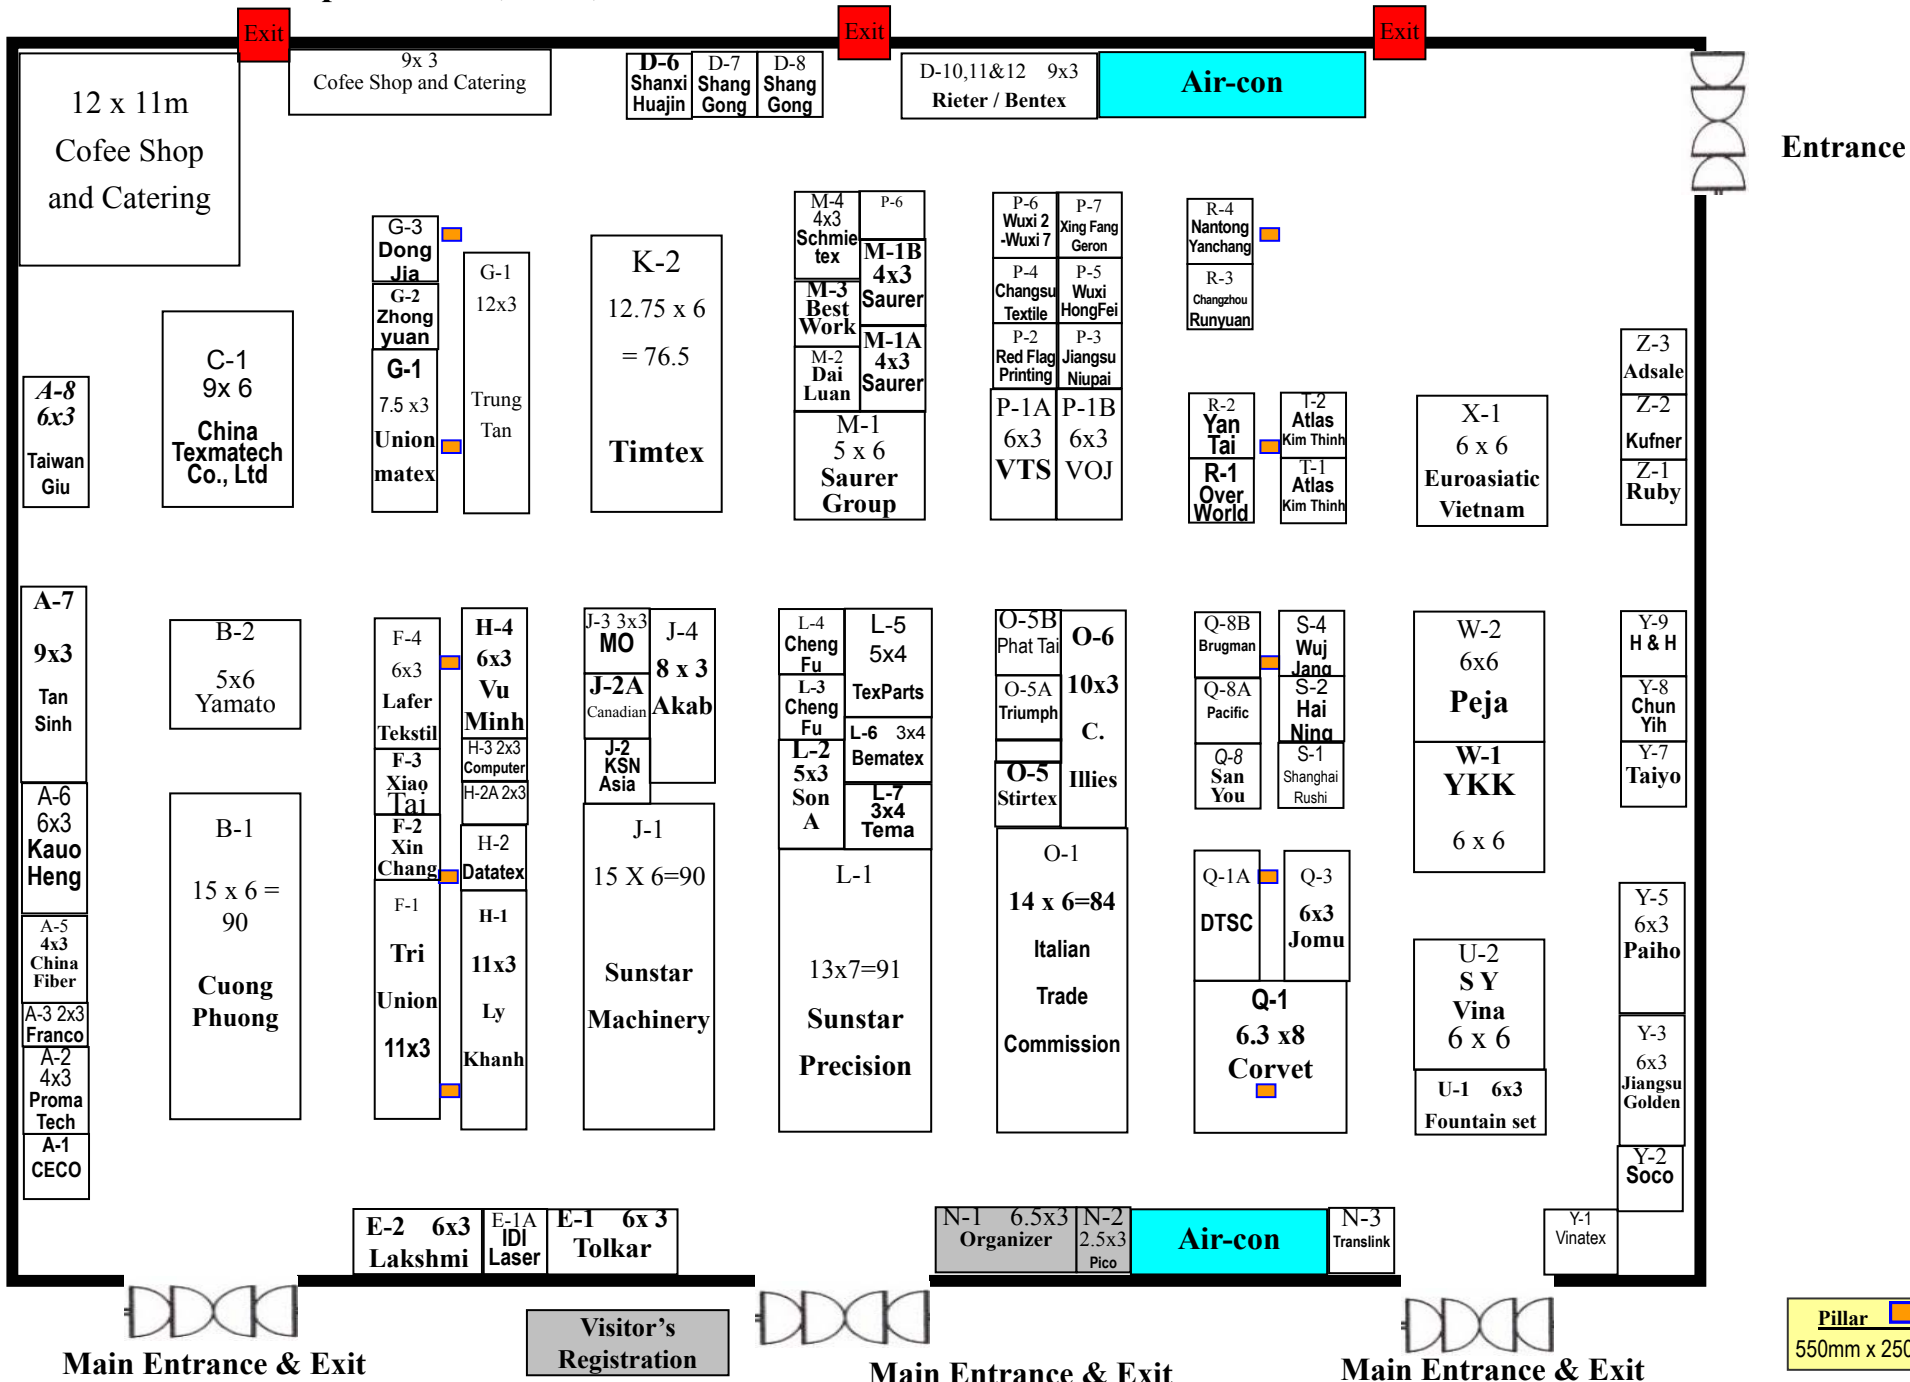 Exit
Exit
Exit
12 x 11m
Cofee Shop
and Catering
9x 3
Cofee Shop and Catering
D-6
Shanxi
Huajin
D-7
Shang
Gong
D-8
Shang
Gong
D-10,11&12 9x3
Rieter / Bentex
Air-con
Entrance
G-3
Dong
Jia
G-2
Zhong
yuan
G-1
7.5 x3
Union
matex
G-1
12x3
Trung
Tan
K-2
12.75 x 6
= 76.5
Timtex
M-4
4x3
Schmie
tex
P-6
M-1B
4x3
Saurer
M-3
Best
Work
M-1A
4x3
Saurer
M-2
Dai
Luan
M-1
5 x 6
Saurer
Group
P-6
Wuxi 2
-Wuxi 7
P-7
Xing Fang
Geron
P-4
Changsu
Textile
P-5
Wuxi
HongFei
P-2
Red Flag
Printing
P-3
Jiangsu
Niupai
P-1A
6x3
VTS
P-1B
6x3
VOJ
R-4
Nantong
Yanchang
R-3
Changzhou
Runyuan
R-2
Yan
Tai
R-1
Over
World
T-2
Atlas
Kim Thinh
T-1
Atlas
Kim Thinh
X-1
6 x 6
Euroasiatic
Vietnam
Z-3
Adsale
Z-2
Kufner
Z-1
Ruby
A-8
6x3
Taiwan
Giu
C-1
9x 6
China
Texmatech
Co., Ltd
A-7
9x3
Tan
Sinh
A-6
6x3
Kauo
Heng
A-5
4x3
China
Fiber
A-3 2x3
Franco
A-2
4x3
Proma
Tech
A-1
CECO
B-2
5x6
Yamato
B-1
15 x 6 =
90
Cuong
Phuong
F-4
6x3
Lafer
Tekstil
F-3
Xiao
Tai
F-2
Xin
Chang
F-1
Tri
Union
11x3
H-4
6x3
Vu
Minh
H-3 2x3
Computer
H-2A 2x3
H-2
Datatex
H-1
11x3
Ly
Khanh
J-3 3x3
MO
J-2A
Canadian
J-2
KSN
Asia
J-4
8 x 3
Akab
J-1
15 X 6=90
Sunstar
Machinery
L-4
Cheng
Fu
L-3
Cheng
Fu
L-2
5x3
Son
A
L-5
5x4
TexParts
L-6 3x4
Bematex
L-7
3x4
Tema
L-1
13x7=91
Sunstar
Precision
O-5B
Phat Tai
O-5A
Triumph
O-5
Stirtex
O-6
10x3
C.
Illies
O-1
14 x 6=84
Italian
Trade
Commission
Q-8B
Brugman
Q-8A
Pacific
Q-8
San
You
S-4
Wuj
Jang
S-2
Hai
Ning
S-1
Shanghai
Rushi
Q-1A
DTSC
Q-3
6x3
Jomu
Q-1
6.3 x8
Corvet
W-2
6x6
Peja
W-1
YKK
6 x 6
U-2
S Y
Vina
6 x 6
U-1 6x3
Fountain set
Y-9
H & H
Y-8
Chun
Yih
Y-7
Taiyo
Y-5
6x3
Paiho
Y-3
6x3
Jiangsu
Golden
Y-2
Soco
E-2 6x3
Lakshmi
E-1A
IDI
Laser
E-1 6x 3
Tolkar
N-1 6.5x3
Organizer
N-2
2.5x3
Pico
Air-con
N-3
Translink
Y-1
Vinatex
Main Entrance & Exit
Visitor's
Registration
Main Entrance & Exit
Main Entrance & Exit
Pillar
550mm x 250